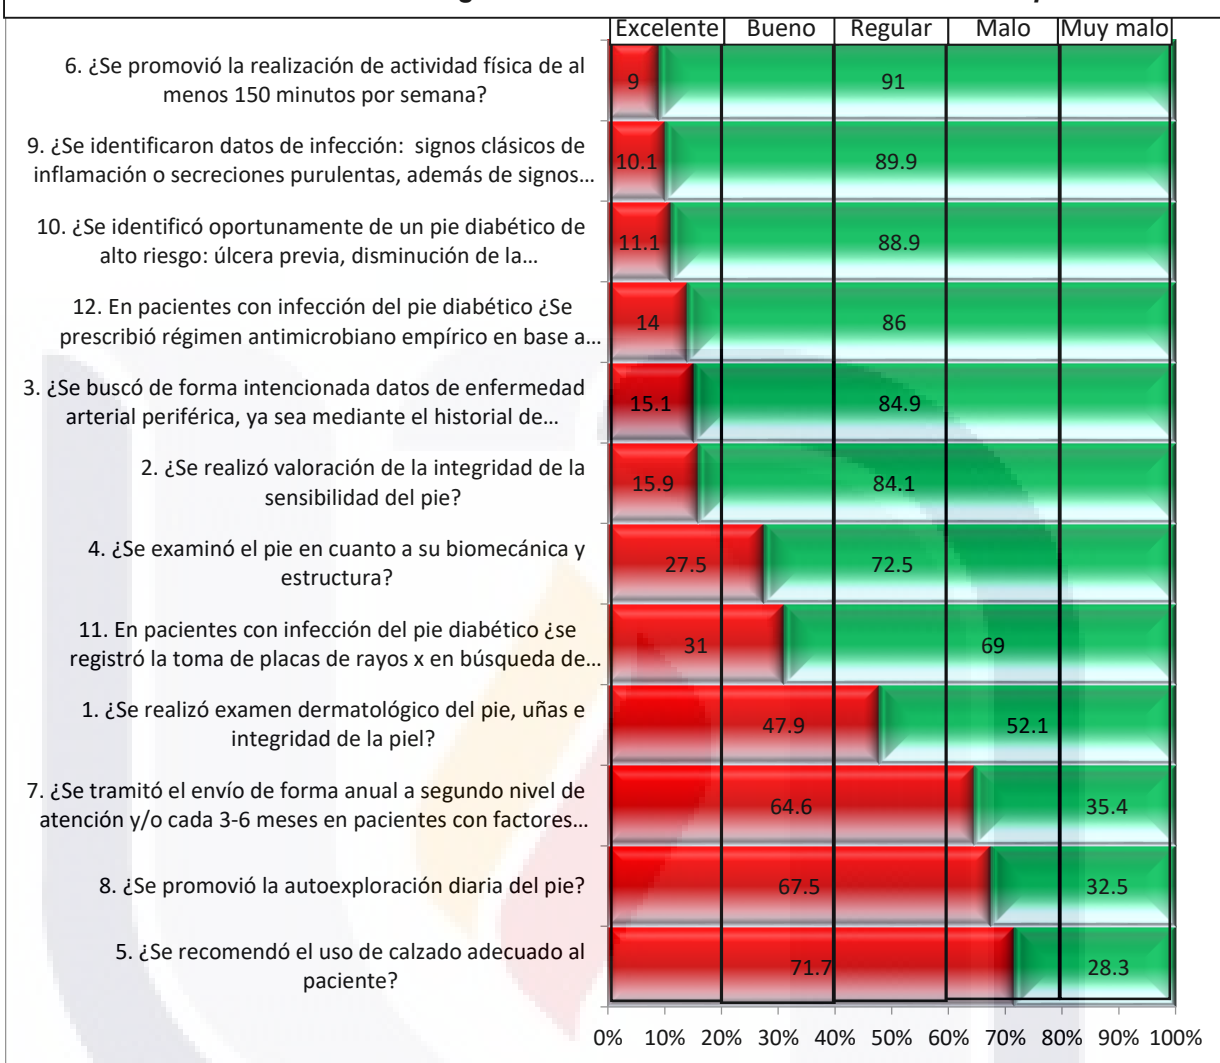 Excelente Bueno Regular Malo Muy malo
6. ¿Se promovió la realización de actividad física de al
menos 150 minutos por semana?
9 91
9. ¿Se identificaron datos de infección: signos clásicos de
inflamación o secreciones purulentas, además de signos...
10.1 89.9
10. ¿Se identificó oportunamente de un pie diabético de
alto riesgo: úlcera previa, disminución de la...
11.1 88.9
12. En pacientes con infección del pie diabético ¿Se
prescribió régimen antimicrobiano empírico en base a...
14 86
3. ¿Se buscó de forma intencionada datos de enfermedad
arterial periférica, ya sea mediante el historial de...
15.1 84.9
2. ¿Se realizó valoración de la integridad de la
sensibilidad del pie?
15.9 84.1
4. ¿Se examinó el pie en cuanto a su biomecánica y
estructura?
27.5 72.5
11. En pacientes con infección del pie diabético ¿se
registró la toma de placas de rayos x en búsqueda de...
31 69
1. ¿Se realizó examen dermatológico del pie, uñas e
integridad de la piel?
47.9 52.1
7. ¿Se tramitó el envío de forma anual a segundo nivel de
atención y/o cada 3-6 meses en pacientes con factores...
64.6 35.4
8. ¿Se promovió la autoexploración diaria del pie?
67.5 32.5
5. ¿Se recomendó el uso de calzado adecuado al
paciente?
71.7 28.3
0% 10% 20% 30% 40% 50% 60% 70% 80% 90% 100%